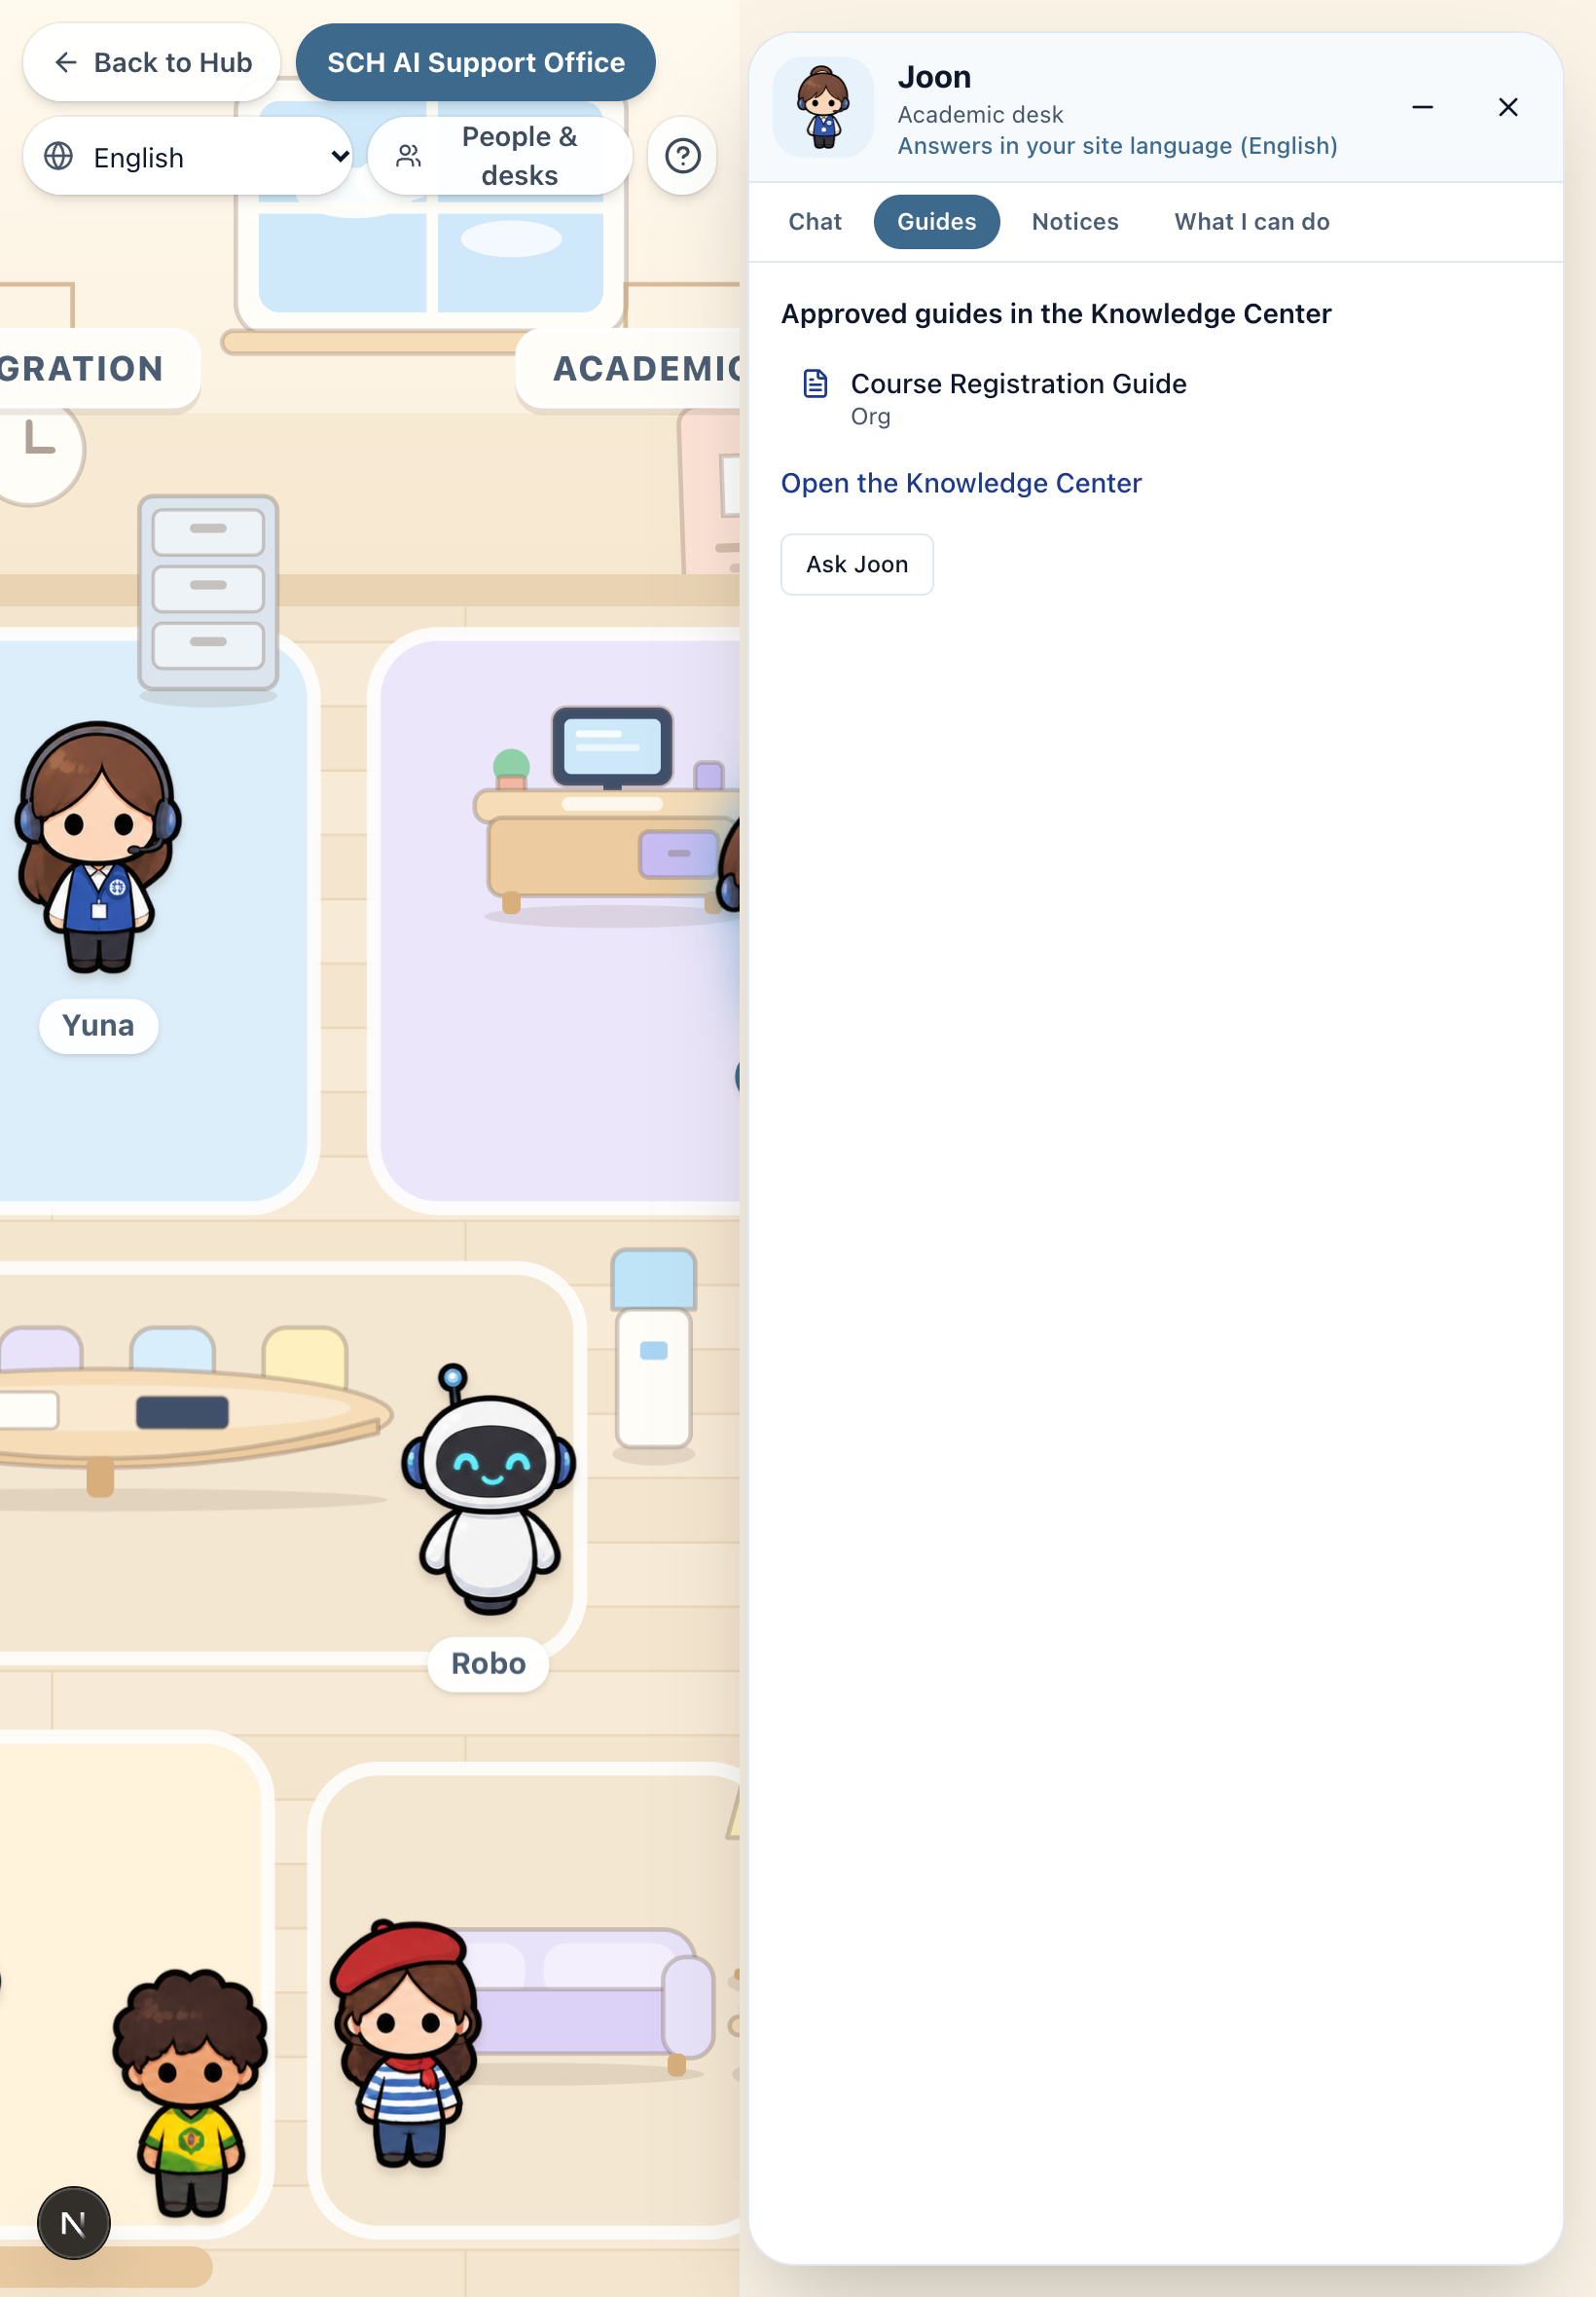 Back to Hub
SCH AI Support Office
English
People &
desks
GRATION
ACADEMIC
Yuna
Robo
N
Joon
Academic desk
Answers in your site language (English)
Chat
Guides
Notices
What I can do
Approved guides in the Knowledge Center
Course Registration Guide
Org
Open the Knowledge Center
Ask Joon